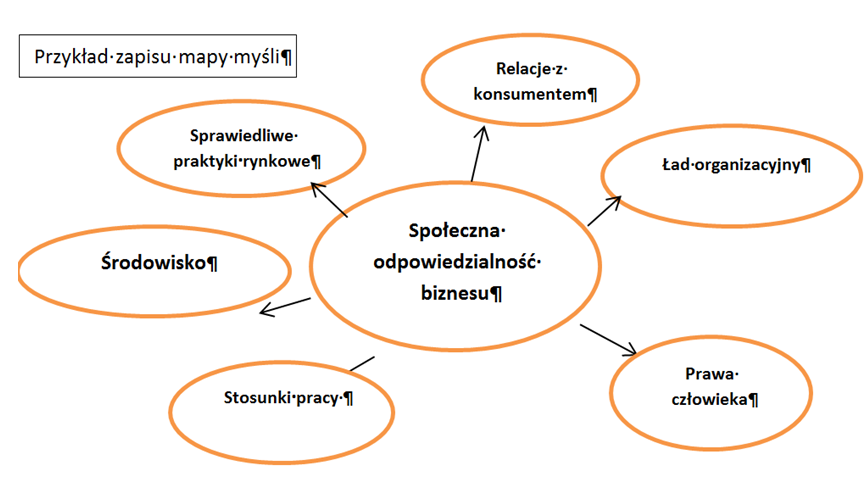 Przykład·zapisu·mapy·myśli¶
Relacje·z·
konsumentem¶
Sprawiedliwe·
praktyki·rynkowe¶
Ład·organizacyjny¶
Społeczna·
odpowiedzialność·
biznesu¶
Środowisko¶
Stosunki·pracy·¶
Prawa·
człowieka¶